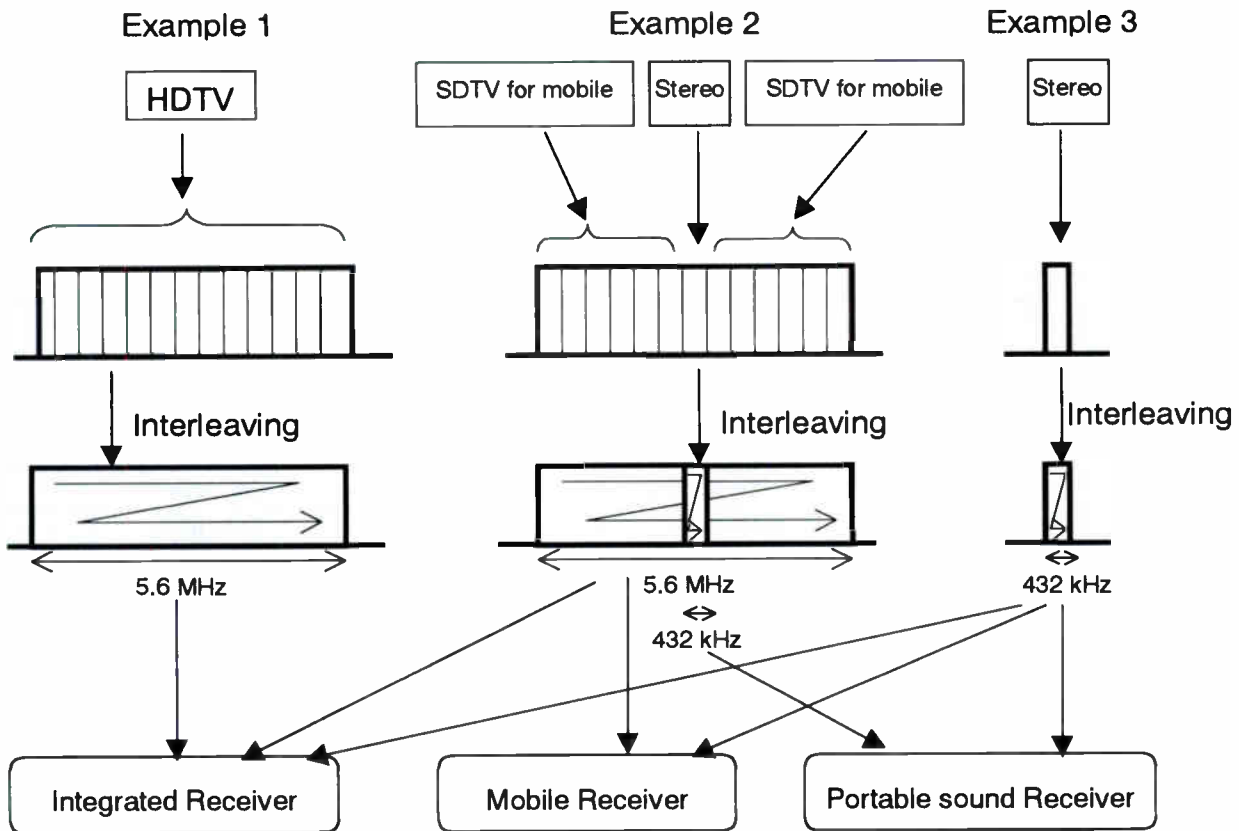 Example 1
Example 2
Example 3
HDTV
SDTV for mobile
Stereo
SDTV for mobile
Stereo
Interleaving
Interleaving
Interleaving
5.6 MHz
5.6 MHz
432 kHz
432 kHz
Integrated Receiver
Mobile Receiver
Portable sound Receiver